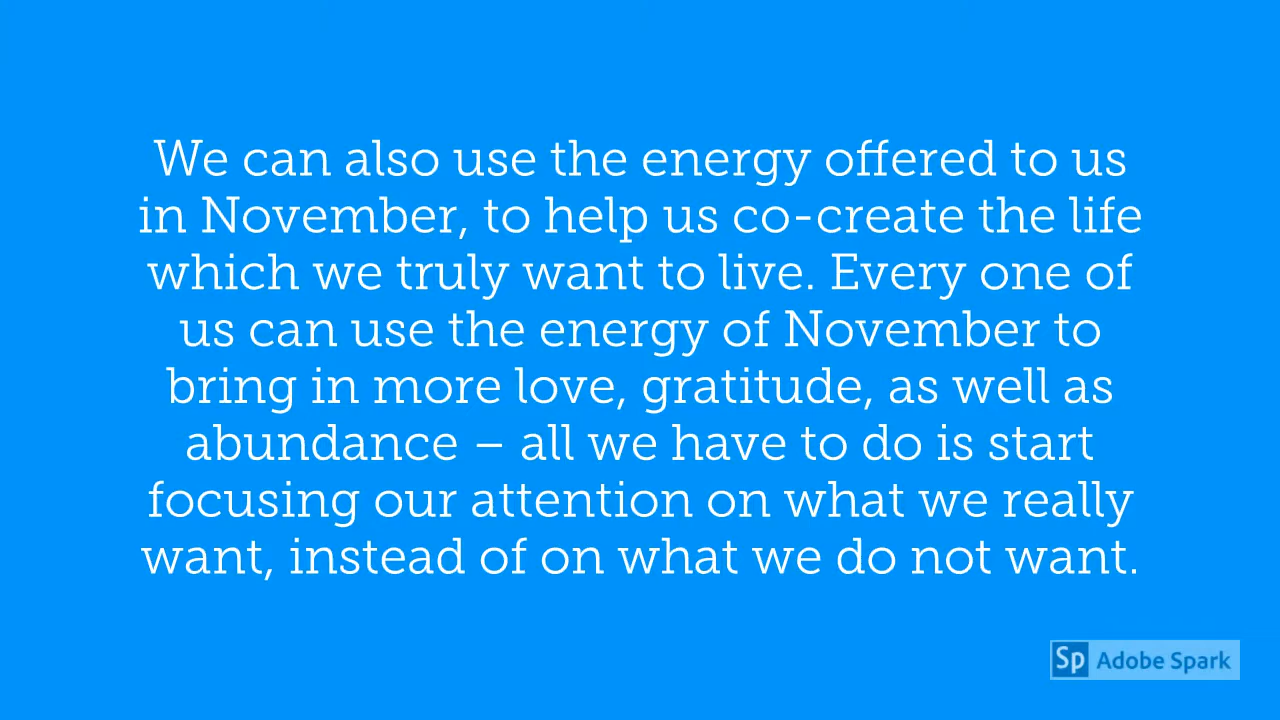 We can also use the energy offered to us
in November, to help us co-create the life
which we truly want to live. Every one of
us can use the energy of November to
bring in more love, gratitude, as well as
abundance – all we have to do is start
focusing our attention on what we really
want, instead of on what we do not want.
Sp Adobe Spark